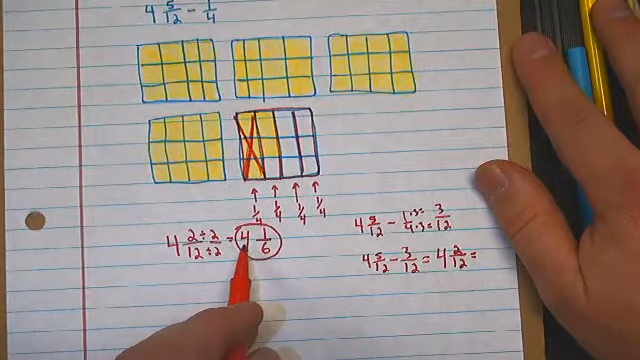 4 5/12 - 1/4
1/4 1/4 1/4 1/4
4 2÷2/12÷2 = 4 1/6
4 5/12 - 1·3/4·3 = 3/12
4 5/12 - 3/12 = 4 2/12 =